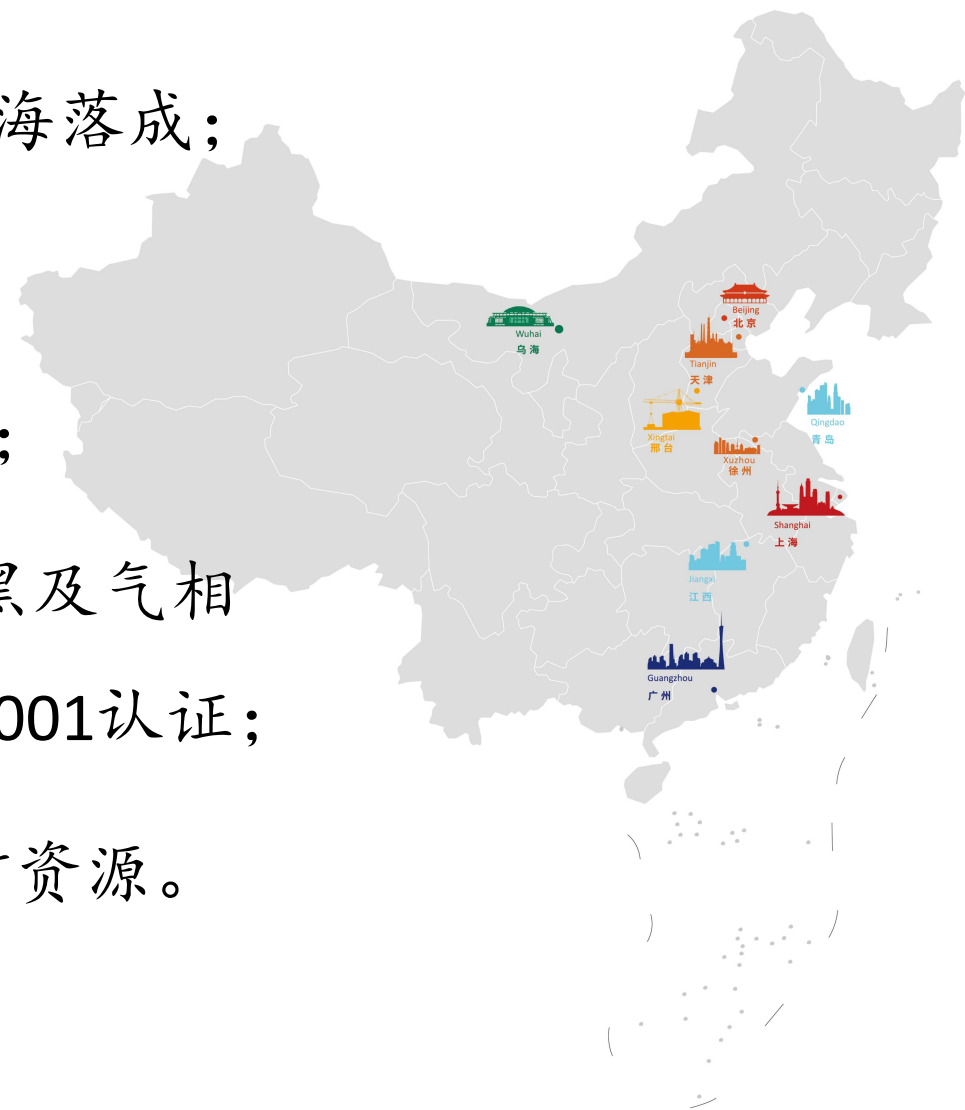 海落成；
Beijing
北京
Wuhai
乌海
Tianjin
天津
Qingdao
青岛
Xingtai
邢台
；
Xuzhou
徐州
Shanghai
上海
黑及气相
Jiangxi
江西
Guangzhou
广州
001认证；
资源。